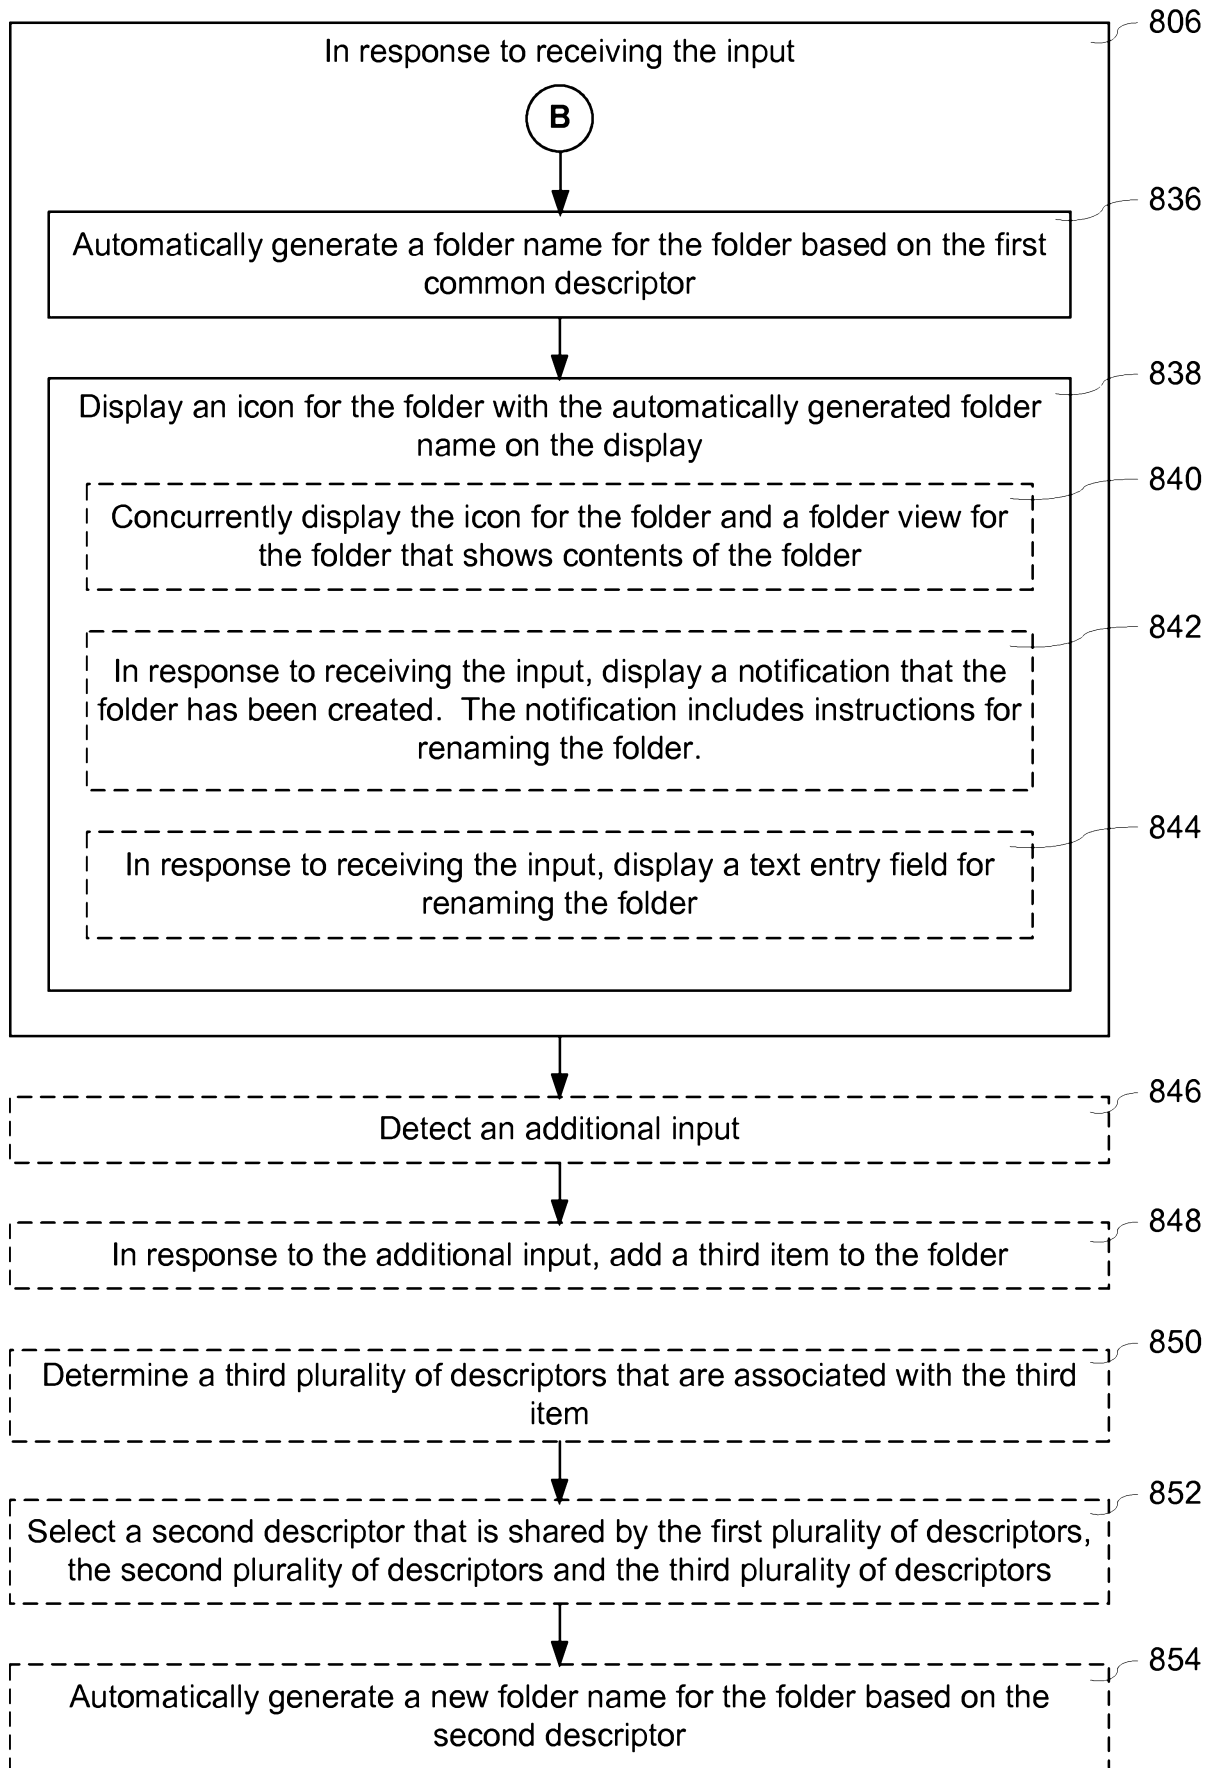 806
In response to receiving the input
B
836
Automatically generate a folder name for the folder based on the first
common descriptor
838
Display an icon for the folder with the automatically generated folder
name on the display
840
Concurrently display the icon for the folder and a folder view for
the folder that shows contents of the folder
842
In response to receiving the input, display a notification that the
folder has been created.  The notification includes instructions for
renaming the folder.
844
In response to receiving the input, display a text entry field for
renaming the folder
846
Detect an additional input
848
In response to the additional input, add a third item to the folder
850
Determine a third plurality of descriptors that are associated with the third
item
852
Select a second descriptor that is shared by the first plurality of descriptors,
the second plurality of descriptors and the third plurality of descriptors
854
Automatically generate a new folder name for the folder based on the
second descriptor